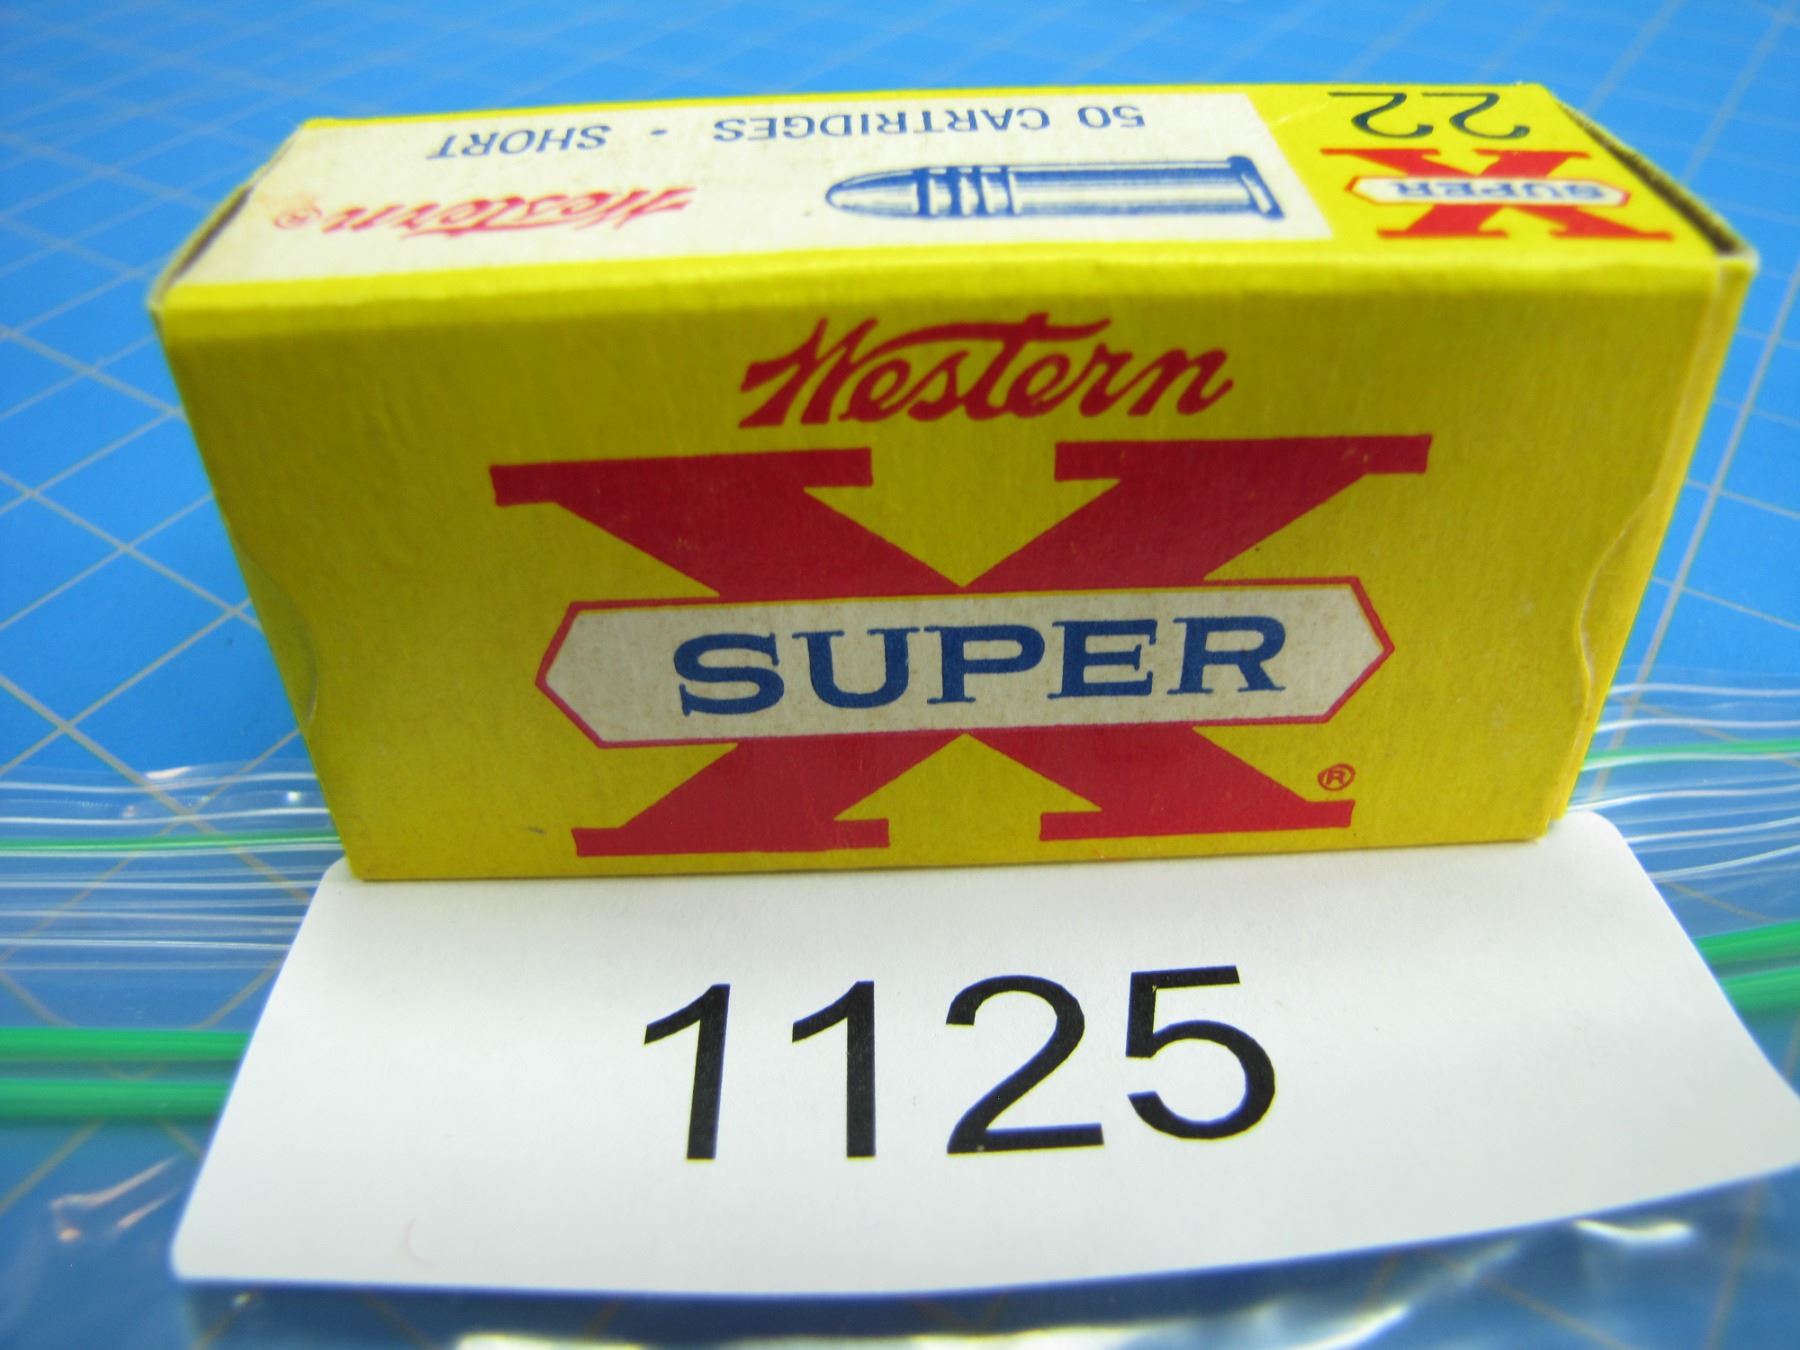 50 CARTRIDGES • SHORT
Western®
22
SUPER X
Western
SUPER X
®
1125